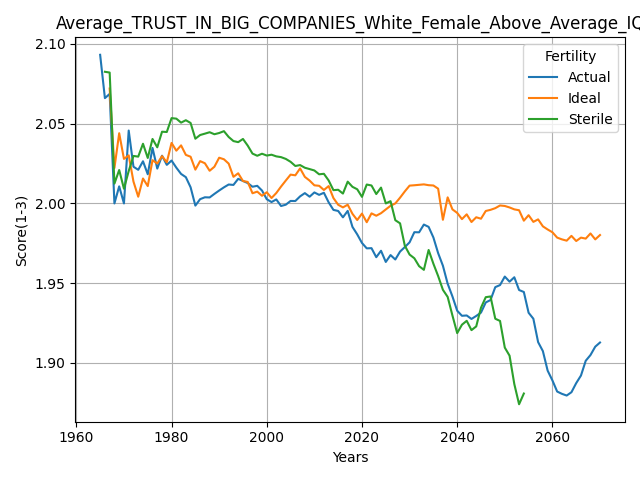 Average_TRUST_IN_BIG_COMPANIES_White_Female_Above_Average_IQ
2.10
2.05
2.00
1.95
1.90
Score(1-3)
Fertility
Actual
Ideal
Sterile
1960
1980
2000
2020
2040
2060
Years